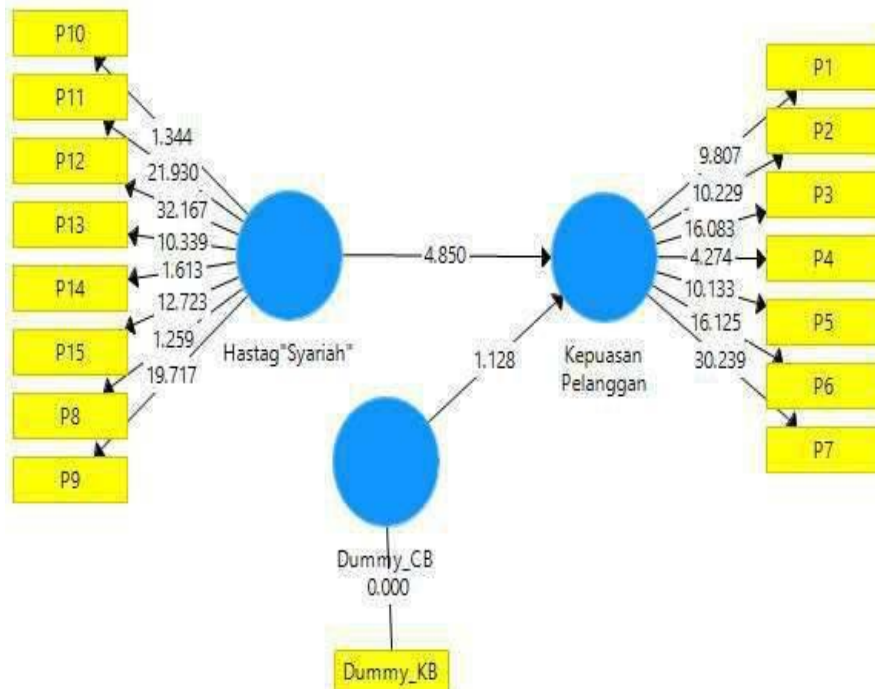 P10
P11
P12
P13
P14
P15
P8
P9
1.344
21.930
32.167
10.339
1.613
12.723
1.259
19.717
Hastag"Syariah"
4.850
1.128
Dummy_CB
0.000
Dummy_KB
Kepuasan
Pelanggan
9.807
10.229
16.083
4.274
10.133
16.125
30.239
P1
P2
P3
P4
P5
P6
P7